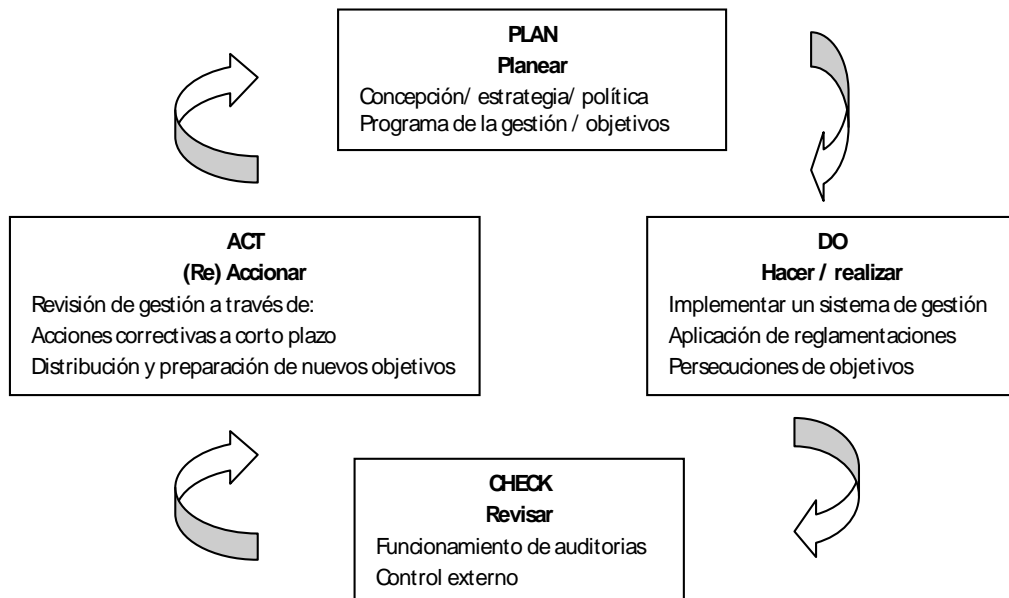 PLAN
Planear
Concepción/ estrategia/ política
Programa de la gestión / objetivos
ACT
(Re) Accionar
Revisión de gestión a través de:
Acciones correctivas a corto plazo
Distribución y preparación de nuevos objetivos
DO
Hacer / realizar
Implementar un sistema de gestión
Aplicación de reglamentaciones
Persecuciones de objetivos
CHECK
Revisar
Funcionamiento de auditorias
Control externo